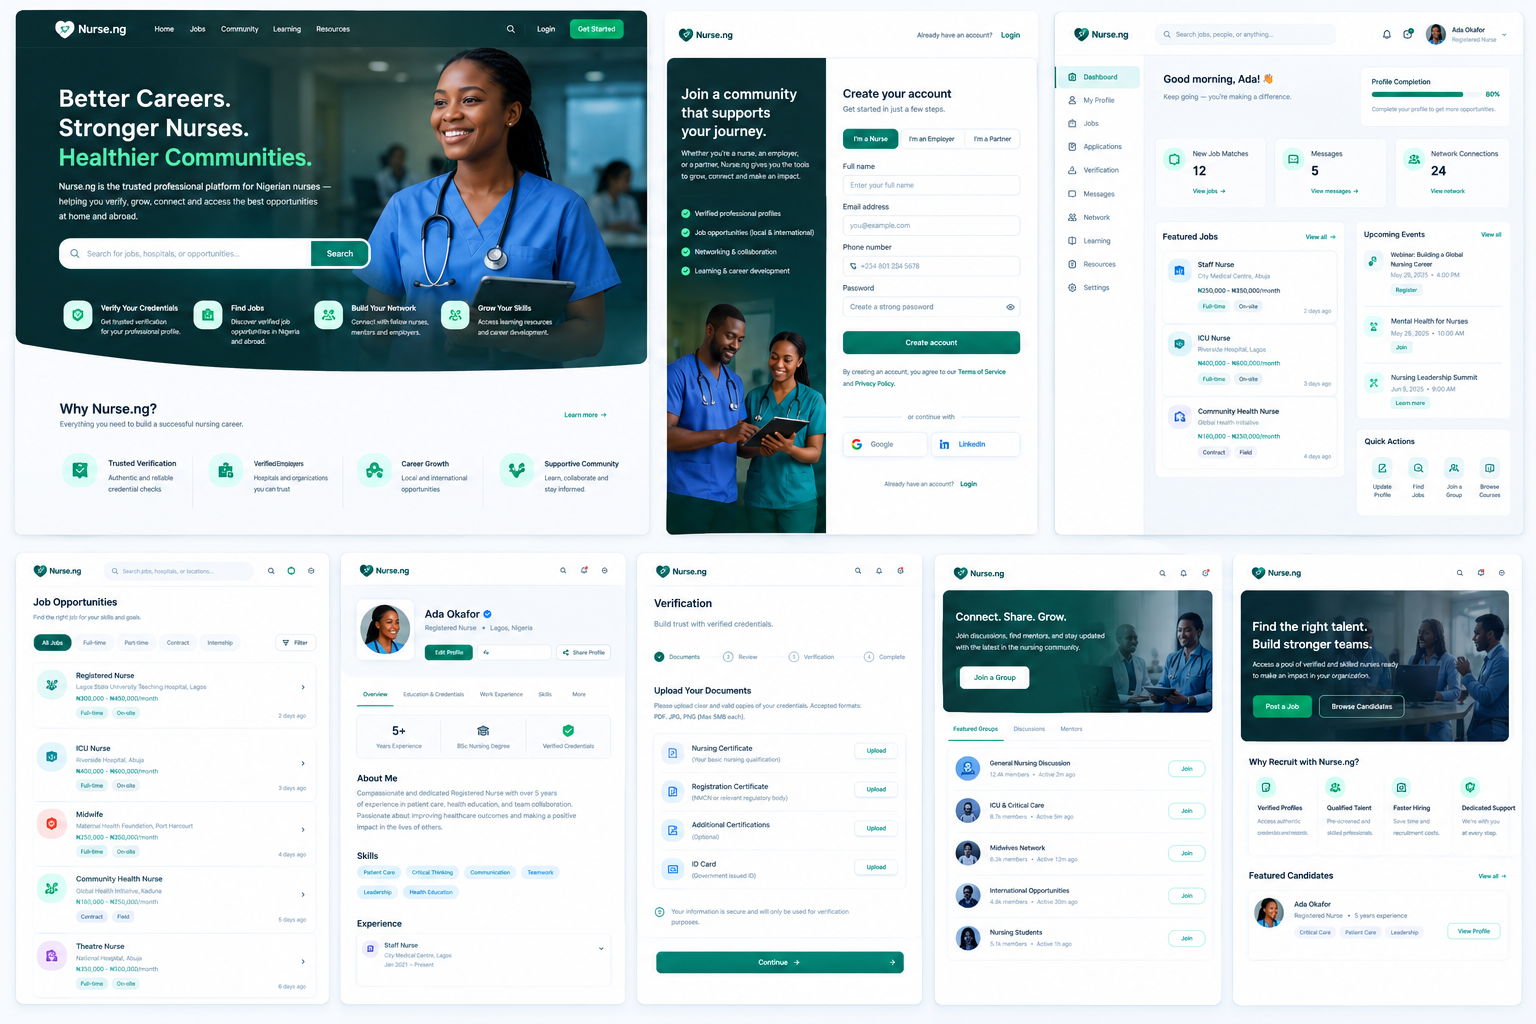 Nurse.ng
Home
Jobs
Community
Learning
Resources
Login
Get Started
Better Careers.
Stronger Nurses.
Healthier Communities.
Nurse.ng is the trusted professional platform for Nigerian nurses —
helping you verify, grow, connect and access the best opportunities
at home and abroad.
Search for jobs, hospitals, or opportunities...
Search
Verify Your Credentials
Get trusted verification
for your professional profile.
Find Jobs
Discover verified job
opportunities in Nigeria
and abroad.
Build Your Network
Connect with fellow nurses,
mentors and employers.
Grow Your Skills
Access learning resources
and career development.
Why Nurse.ng?
Everything you need to build a successful nursing career.
Learn more →
Trusted Verification
Authentic and reliable
credential checks
Verified Employers
Hospitals and organizations
you can trust
Career Growth
Local and international
opportunities
Supportive Community
Learn, collaborate and
stay informed.
Nurse.ng
Already have an account? Login
Join a community
that supports
your journey.
Whether you're a nurse, an employer,
or a partner, Nurse.ng gives you the tools
to grow, connect and make an impact.
Verified professional profiles
Job opportunities (local & international)
Networking & collaboration
Learning & career development
Create your account
Get started in just a few steps.
I'm a Nurse
I'm an Employer
I'm a Partner
Full name
Enter your full name
Email address
you@example.com
Phone number
+234 801 234 5678
Password
Create a strong password
Create account
By creating an account, you agree to our Terms of Service
and Privacy Policy.
or continue with
Google
LinkedIn
Already have an account? Login
Nurse.ng
Search jobs, people, or anything...
Ada Okafor
Registered Nurse
Dashboard
My Profile
Jobs
Applications
Verification
Messages
Network
Learning
Resources
Settings
Good morning, Ada! 👋
Keep going — you're making a difference.
Profile Completion
80%
Complete your profile to get more opportunities.
New Job Matches
12
View jobs →
Messages
5
View messages →
Network Connections
24
View network
Featured Jobs
View all →
Staff Nurse
City Medical Centre, Abuja
₦250,000 - ₦350,000/month
Full-time
On-site
2 days ago
ICU Nurse
Riverside Hospital, Lagos
₦400,000 - ₦600,000/month
Full-time
On-site
3 days ago
Community Health Nurse
Global Health Initiative
₦180,000 - ₦250,000/month
Contract
Field
4 days ago
Upcoming Events
View all
Webinar: Building a Global
Nursing Career
May 28, 2025 • 4:00 PM
Register
Mental Health for Nurses
May 28, 2025 • 10:00 AM
Join
Nursing Leadership Summit
Jun 5, 2025 • 9:00 AM
Learn more
Quick Actions
Update
Profile
Find
Jobs
Join a
Group
Browse
Courses
Nurse.ng
Search jobs, hospitals, or locations...
Job Opportunities
Find the right job for your skills and goals.
All Jobs
Full-time
Part-time
Contract
Internship
Filter
Registered Nurse
Lagos State University Teaching Hospital, Lagos
₦300,000 - ₦450,000/month
Full-time
On-site
2 days ago
ICU Nurse
Riverside Hospital, Abuja
₦400,000 - ₦600,000/month
Full-time
On-site
3 days ago
Midwife
Maternal Health Foundation, Port Harcourt
₦250,000 - ₦350,000/month
Full-time
On-site
4 days ago
Community Health Nurse
Global Health Initiative, Kaduna
₦180,000 - ₦250,000/month
Contract
Field
5 days ago
Theatre Nurse
National Hospital, Abuja
Full-time
On-site
6 days ago
Nurse.ng
Ada Okafor
Registered Nurse • Lagos, Nigeria
Edit Profile
Share Profile
Overview
Education & Credentials
Work Experience
Skills
More
5+
Years Experience
BSc Nursing Degree
Verified Credentials
About Me
Compassionate and dedicated Registered Nurse with over 5 years
of experience in patient care, health education, and team collaboration.
Passionate about improving healthcare outcomes and making a positive
impact in the lives of others.
Skills
Patient Care
Critical Thinking
Communication
Teamwork
Leadership
Health Education
Experience
Staff Nurse
City Medical Centre, Lagos
Jan 2021 – Present
Nurse.ng
Verification
Build trust with verified credentials.
Documents
2 Review
3 Verification
4 Complete
Upload Your Documents
Please upload clear and valid copies of your credentials. Accepted formats:
PDF, JPG, PNG (Max 5MB each).
Nursing Certificate
(Your basic nursing qualification)
Upload
Registration Certificate
(NMCN or relevant regulatory body)
Upload
Additional Certifications
(Optional)
Upload
ID Card
(Government issued ID)
Upload
Your information is secure and will only be used for verification
purposes.
Continue →
→
Nurse.ng
Connect. Share. Grow.
Join discussions, find mentors, and stay updated
with the latest in the nursing community.
Join a Group
Featured Groups
Discussions
Mentors
General Nursing Discussion
12.4k members • Active 2m ago
Join
ICU & Critical Care
8.7k members • Active 5m ago
Join
Midwives Network
6.3k members • Active 12m ago
Join
International Opportunities
4.8k members • Active 30m ago
Join
Nursing Students
5.1k members • Active 1h ago
Join
Nurse.ng
Find the right talent.
Build stronger teams.
Access a pool of verified and skilled nurses ready
to make an impact in your organization.
Post a Job
Browse Candidates
Why Recruit with Nurse.ng?
Verified Profiles
Access authentic
Qualified Talent
Pre-screened and
skilled professionals.
Faster Hiring
Save time and
recruitment costs.
Dedicated Support
We're with you
at every step.
Featured Candidates
View all →
Ada Okafor
Registered Nurse • 5 years experience
Critical Care
Patient Care
Leadership
View Profile